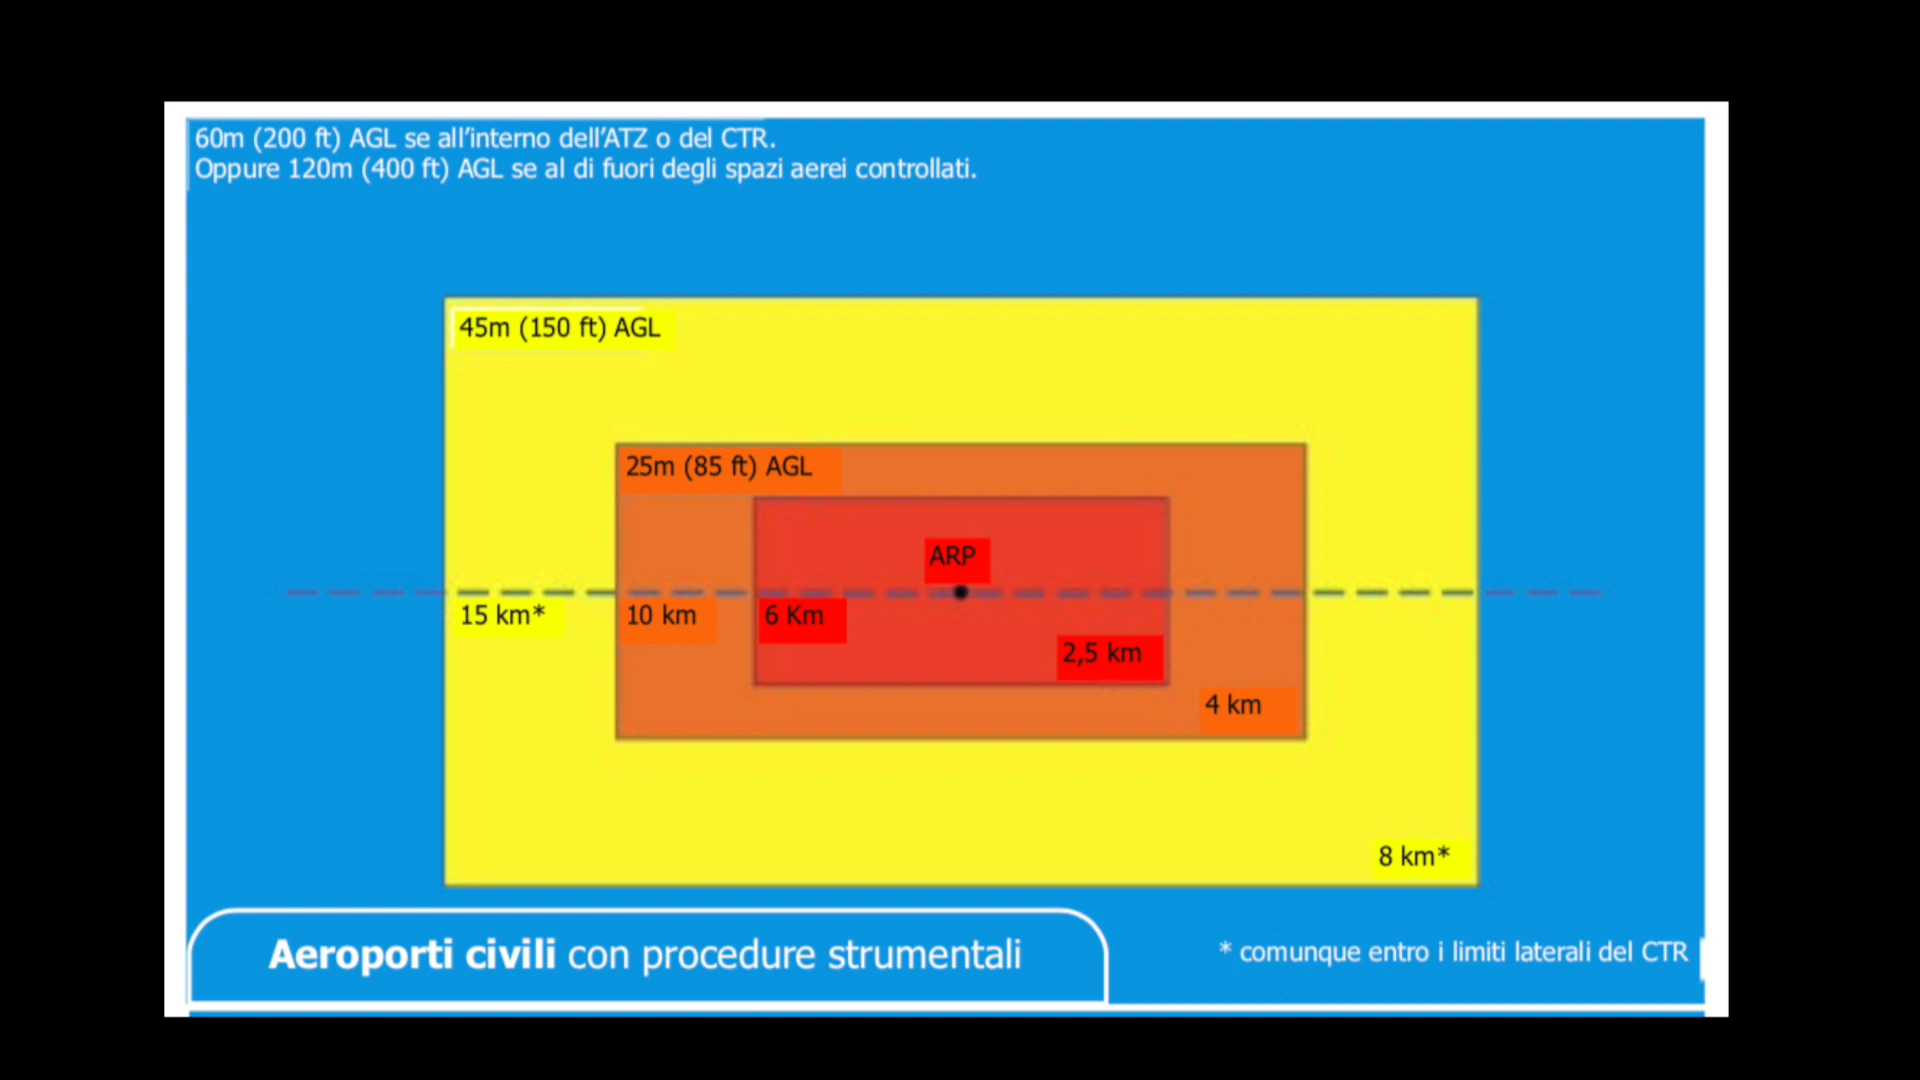 60m (200 ft) AGL se all’interno dell’ATZ o del CTR.
Oppure 120m (400 ft) AGL se al di fuori degli spazi aerei controllati.
45m (150 ft) AGL
25m (85 ft) AGL
ARP
15 km*
10 km
6 Km
2,5 km
4 km
8 km*
Aeroporti civili con procedure strumentali
* comunque entro i limiti laterali del CTR